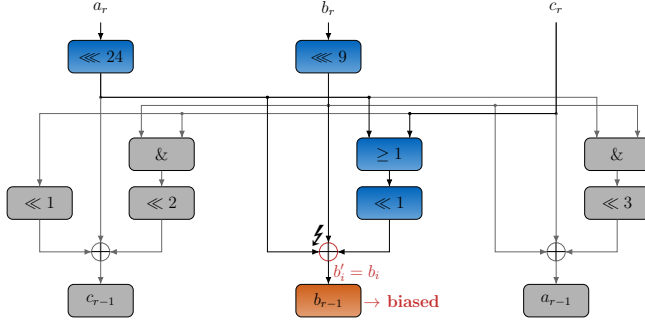 a_r b_r c_r
⋘ 24 ⋘ 9
& ≥ 1 &
≪ 1 ≪ 2 ≪ 1 ≪ 3
b'_i = b_i
c_{r−1} b_{r−1} → biased a_{r−1}